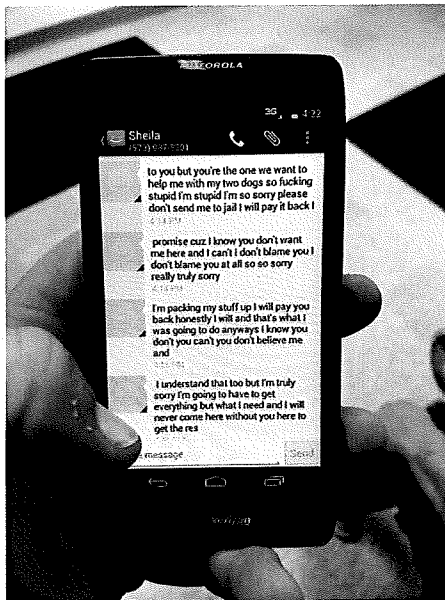 MOTOROLA
3G 4:22
Sheila
(573)
to you but you're the one we want to
help me with my two dogs so fucking
stupid I'm stupid I'm so sorry please
don't send me to jail I will pay it back I
promise cuz I know you don't want
me here and I can't i don't blame you I
don't blame you at all so so sorry
really truly sorry
I'm packing my stuff up I will pay you
back honestly I will and that's what I
was going to do anyways I know you
don't you can't you don't believe me
and
I understand that too but I'm truly
sorry I'm going to have to get
everything but what I need and I will
never come here without you here to
get the res
message
Send